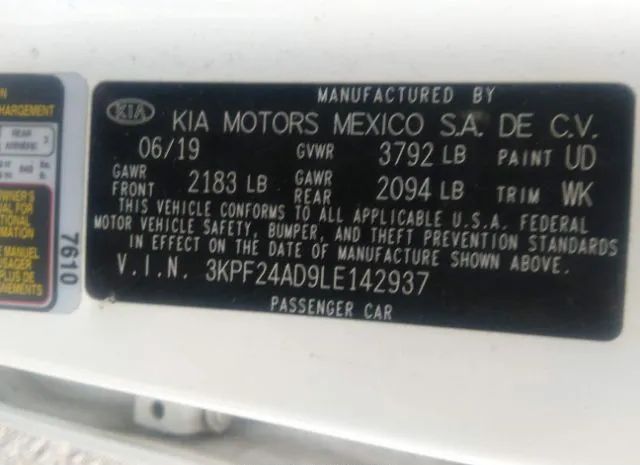 MANUFACTURED BY
KIA KIA MOTORS MEXICO S.A. DE C.V.
06/19 GVWR 3792 LB PAINT UD
GAWR FRONT 2183 LB GAWR REAR 2094 LB TRIM WK
THIS VEHICLE CONFORMS TO ALL APPLICABLE U.S.A. FEDERAL
MOTOR VEHICLE SAFETY, BUMPER, AND THEFT PREVENTION STANDARDS
IN EFFECT ON THE DATE OF MANUFACTURE SHOWN ABOVE.
V.I.N. 3KPF24AD9LE142937
PASSENGER CAR
7610
REAR